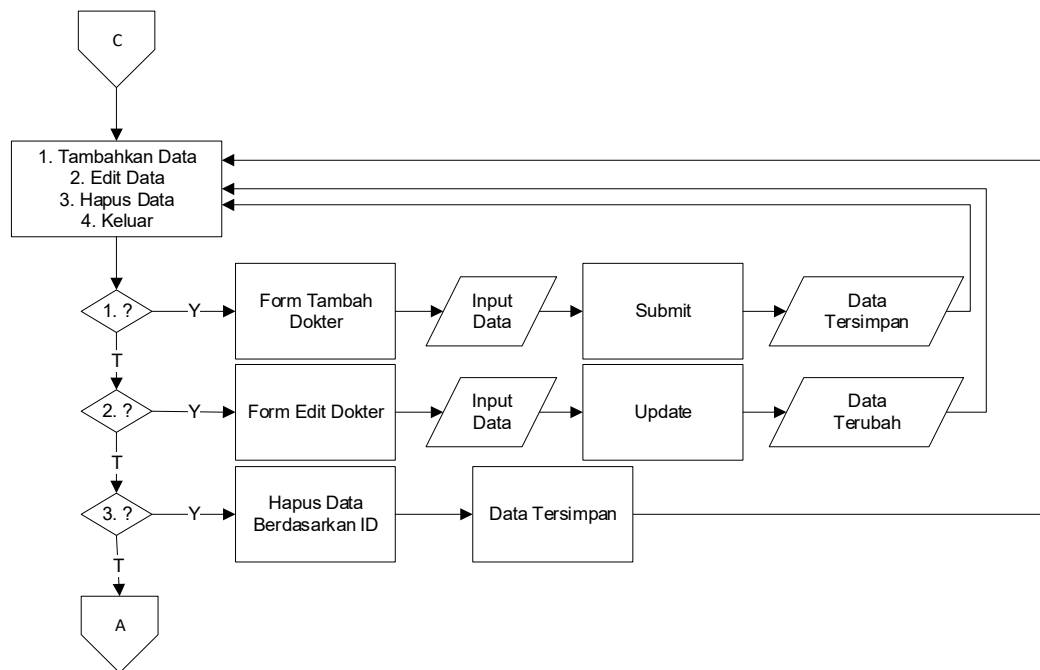 C
1. Tambahkan Data
2. Edit Data
3. Hapus Data
4. Keluar
1. ?
Y
Form Tambah
Dokter
Input
Data
Submit
Data
Tersimpan
T
2. ?
Y
Form Edit Dokter
Input
Data
Update
Data
Terubah
T
3. ?
Y
Hapus Data
Berdasarkan ID
Data Tersimpan
T
A